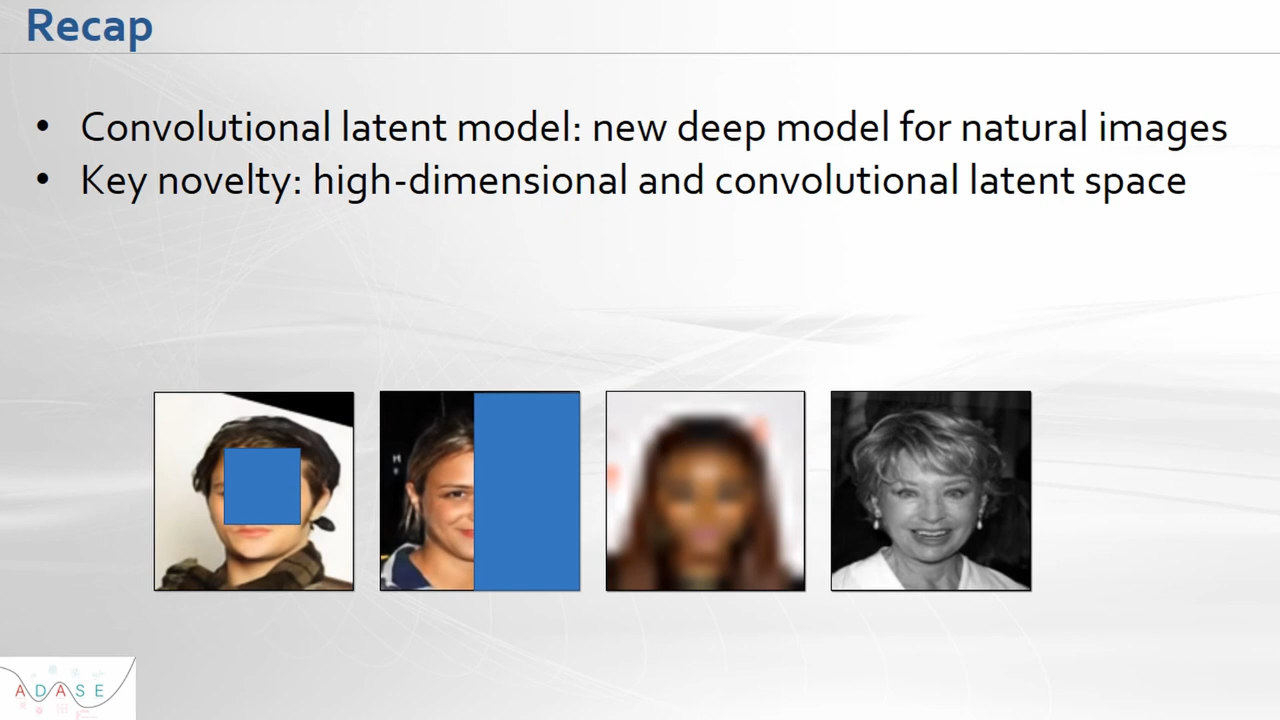 Recap
• Convolutional latent model: new deep model for natural images
• Key novelty: high-dimensional and convolutional latent space
ADASE